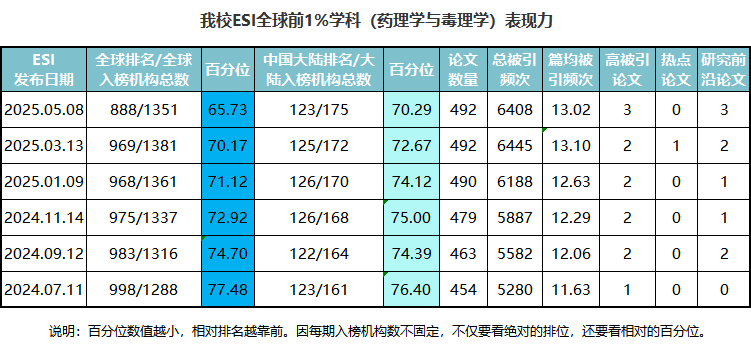 我校ESI全球前1%学科（药理学与毒理学）表现力
ESI 发布日期 全球排名/全球入榜机构总数 百分位 中国大陆排名/大陆入榜机构总数 百分位 论文数量 总被引频次 篇均被引频次 高被引论文 热点论文 研究前沿论文
2025.05.08 888/1351 65.73 123/175 70.29 492 6408 13.02 3 0 3
2025.03.13 969/1381 70.17 125/172 72.67 492 6445 13.10 2 1 2
2025.01.09 968/1361 71.12 126/170 74.12 490 6188 12.63 2 0 1
2024.11.14 975/1337 72.92 126/168 75.00 479 5887 12.29 2 0 1
2024.09.12 983/1316 74.70 122/164 74.39 463 5582 12.06 2 0 2
2024.07.11 998/1288 77.48 123/161 76.40 454 5280 11.63 1 0 0
说明：百分位数值越小，相对排名越靠前。因每期入榜机构数不固定，不仅要看绝对的排位，还要看相对的百分位。